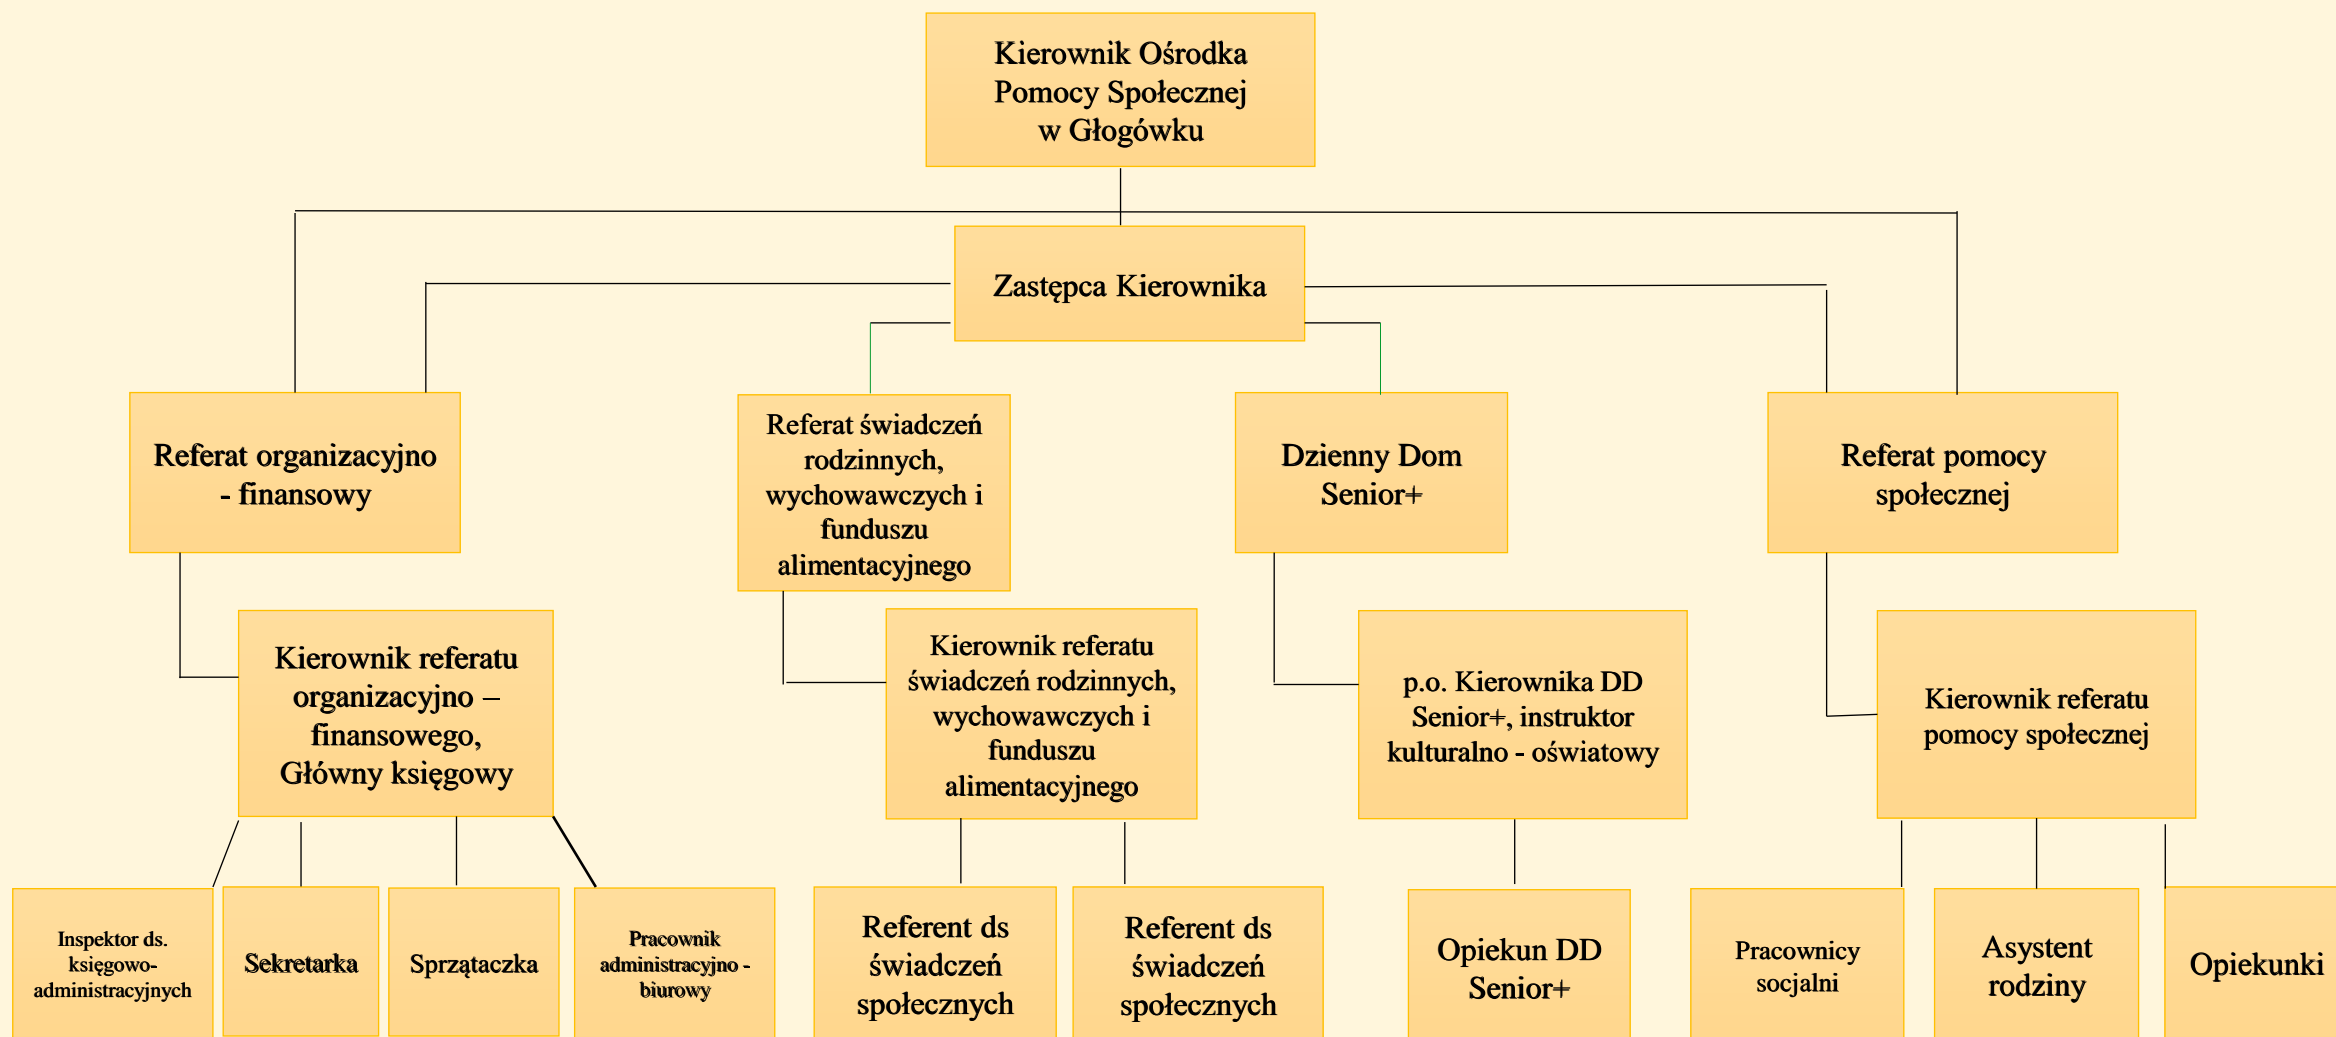 Kierownik Ośrodka
Pomocy Społecznej
w Głogówku
Zastępca Kierownika
Referat organizacyjno
- finansowy
Referat świadczeń
rodzinnych,
wychowawczych i
funduszu
alimentacyjnego
Dzienny Dom
Senior+
Referat pomocy
społecznej
Kierownik referatu
organizacyjno –
finansowego,
Główny księgowy
Kierownik referatu
świadczeń rodzinnych,
wychowawczych i
funduszu
alimentacyjnego
p.o. Kierownika DD
Senior+, instruktor
kulturalno - oświatowy
Kierownik referatu
pomocy społecznej
Inspektor ds.
księgowo-
administracyjnych
Sekretarka
Sprzątaczka
Pracownik
administracyjno -
biurowy
Referent ds
świadczeń
społecznych
Referent ds
świadczeń
społecznych
Opiekun DD
Senior+
Pracownicy
socjalni
Asystent
rodziny
Opiekunki